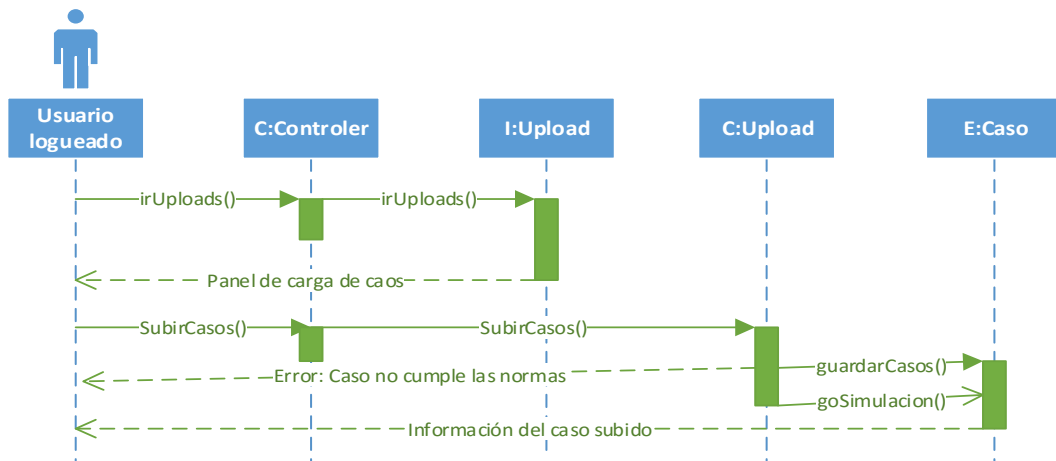 Usuario
logueado
C:Controler
I:Upload
C:Upload
E:Caso
irUploads()
irUploads()
Panel de carga de caos
SubirCasos()
SubirCasos()
guardarCasos()
Error: Caso no cumple las normas
goSimulacion()
Información del caso subido